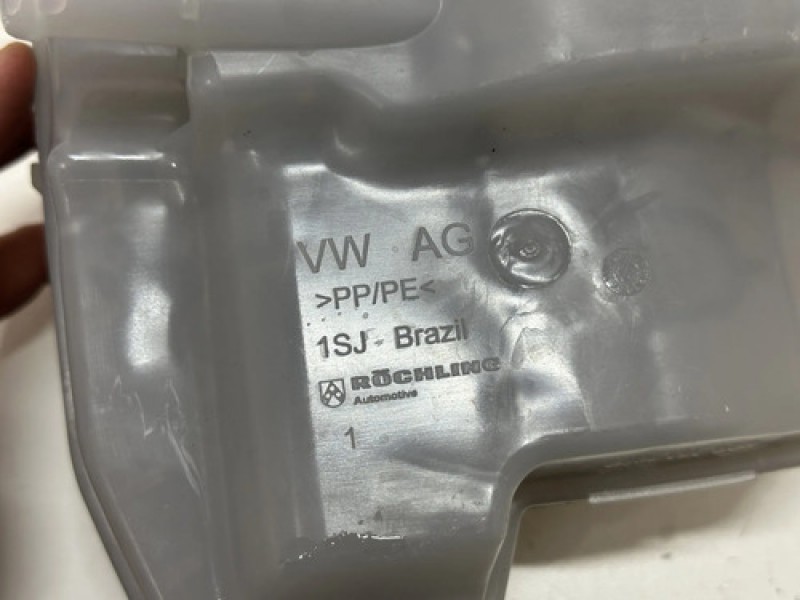 VW AG
>PP/PE<
1SJ - Brazil
RÖCHLING
Automotive
1